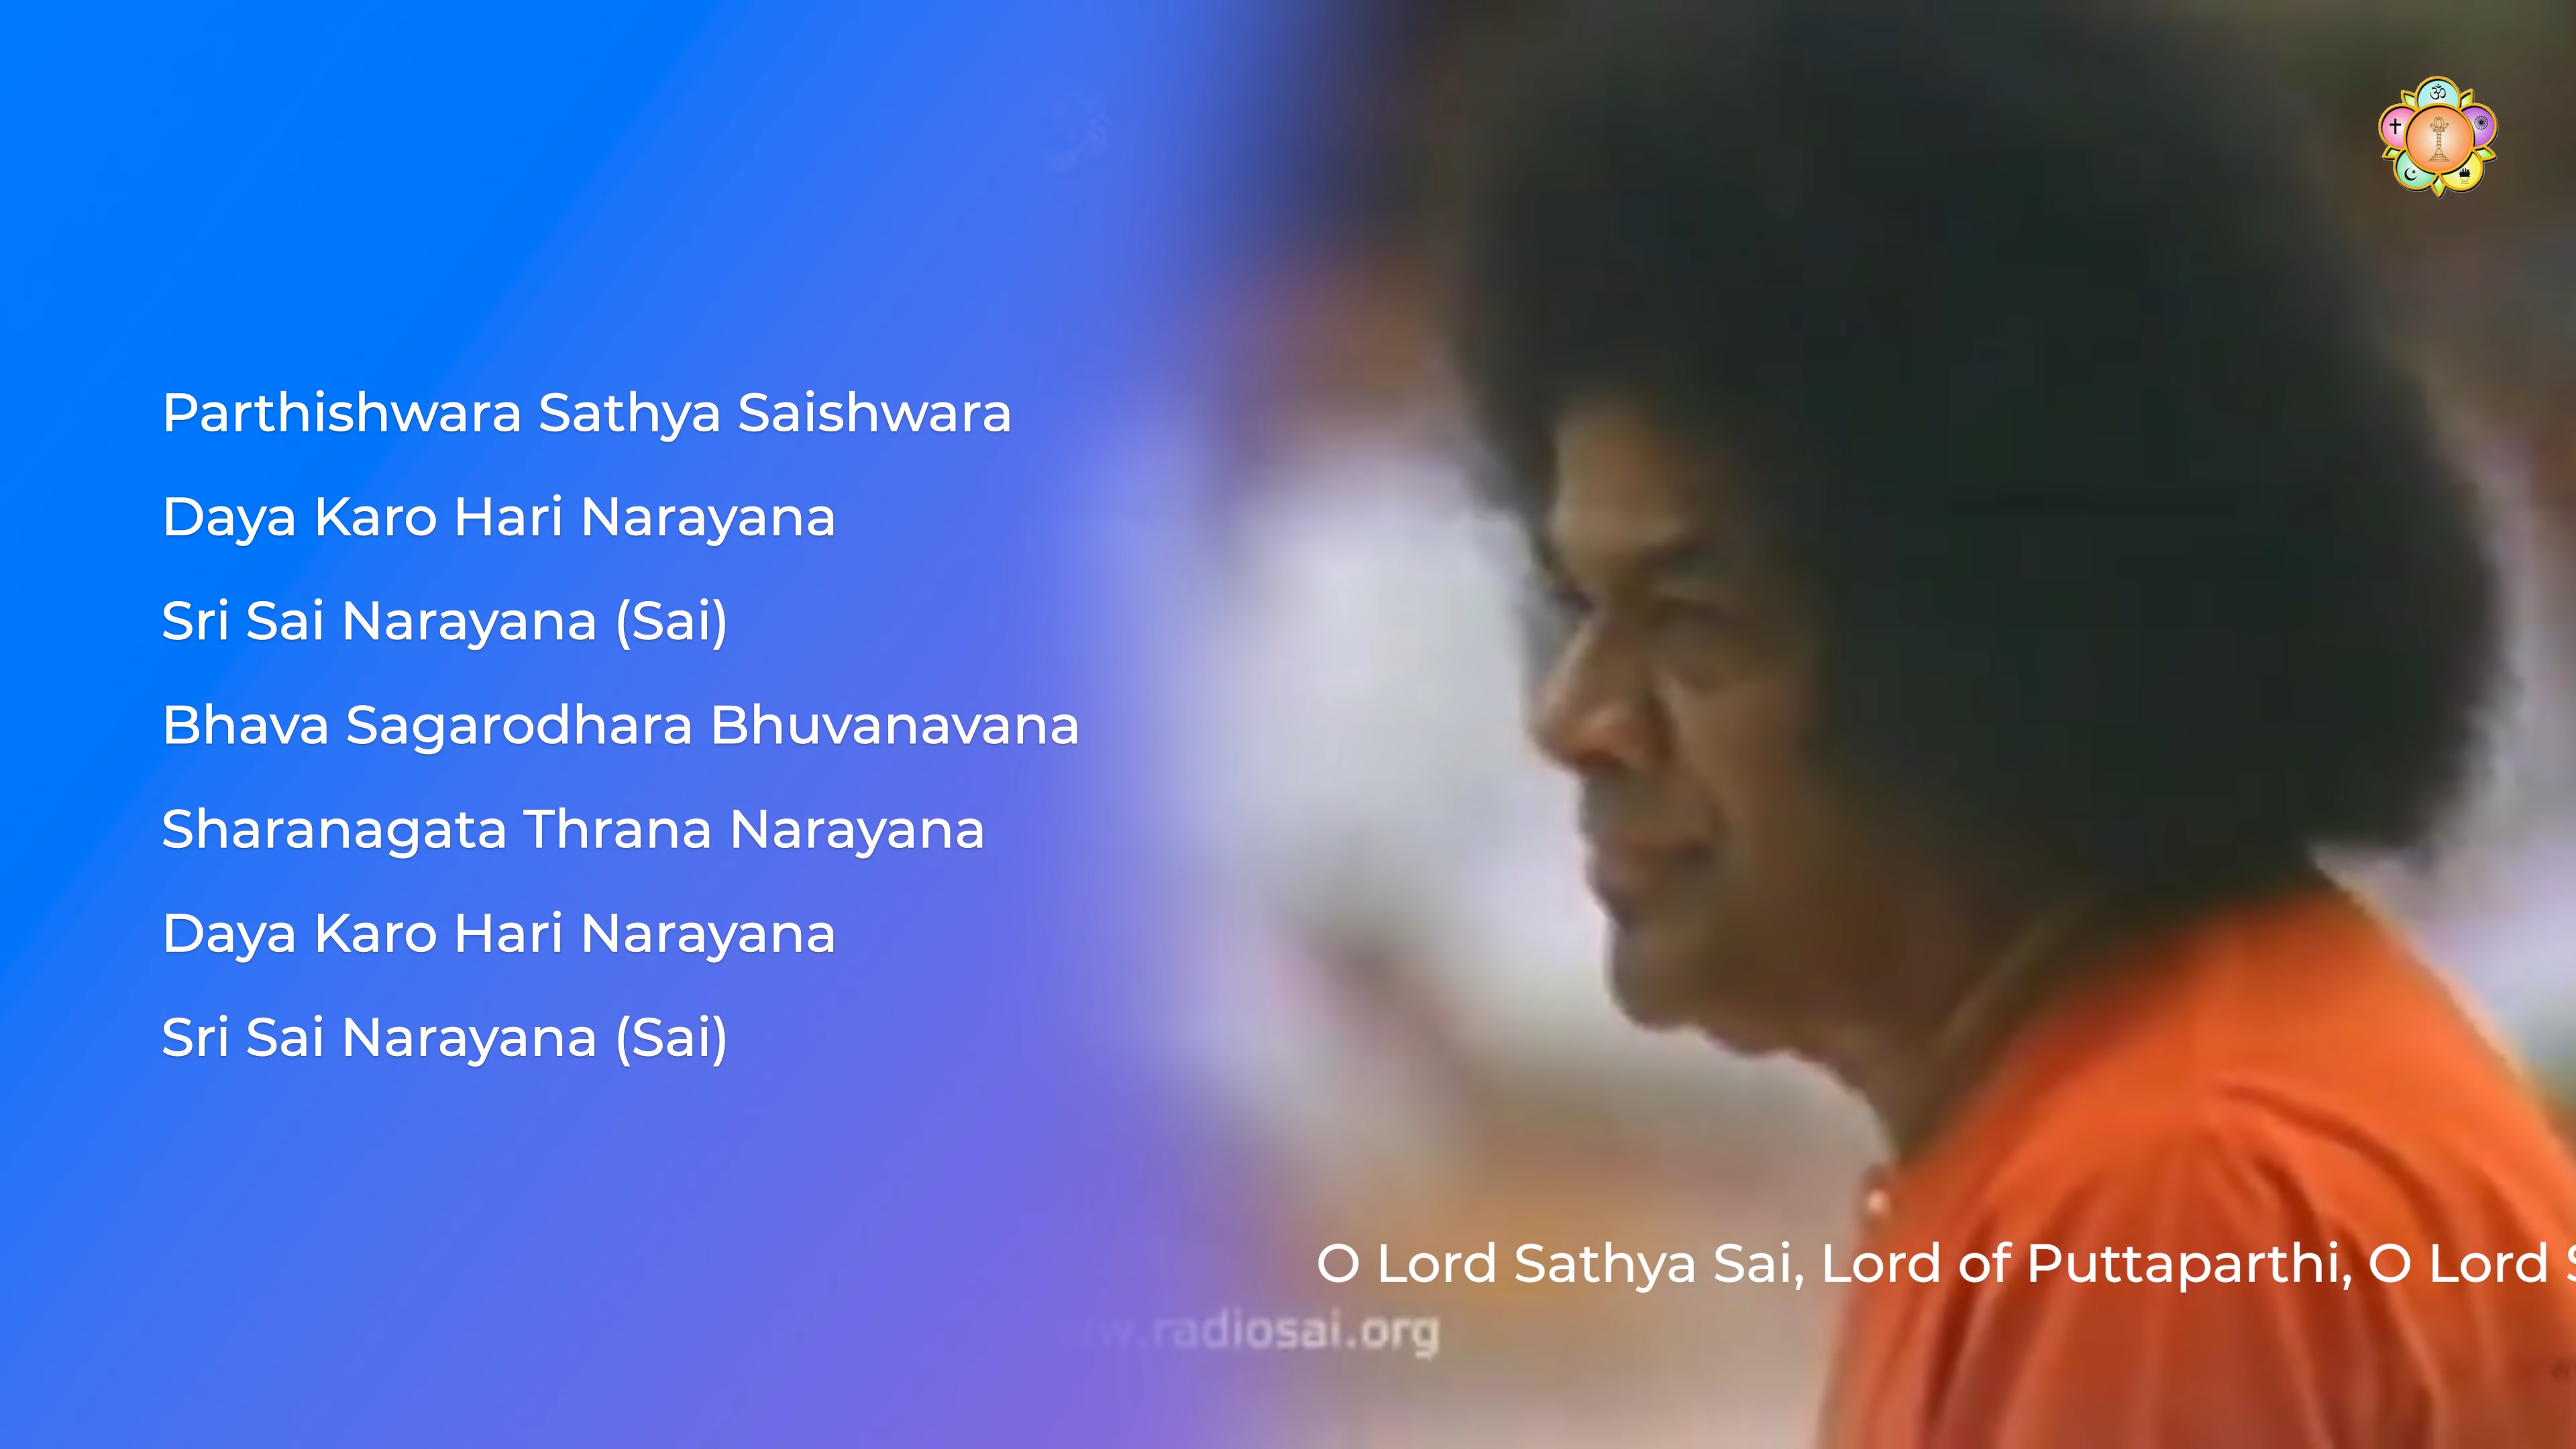 Parthishwara Sathya Saishwara
Daya Karo Hari Narayana
Sri Sai Narayana (Sai)
Bhava Sagarodhara Bhuvanavana
Sharanagata Thrana Narayana
Daya Karo Hari Narayana
Sri Sai Narayana (Sai)
O Lord Sathya Sai, Lord of Puttaparthi, O Lord
radiosai.org